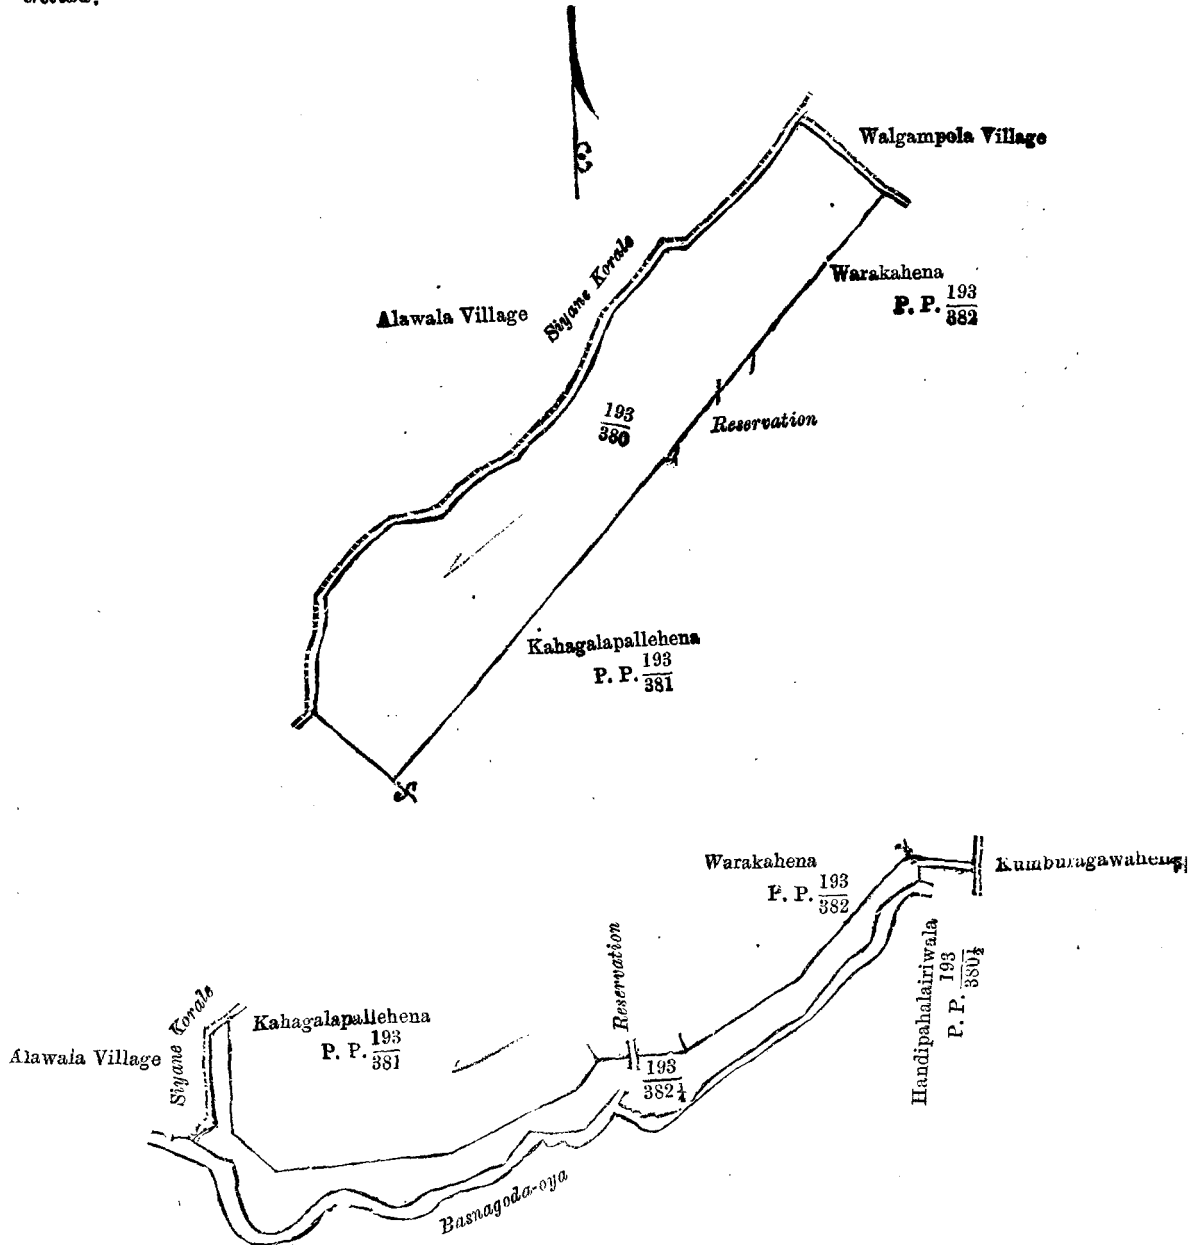 Walgampola Village
Warakahena
P. P. 193/382
Siyane Korale
Alawala Village
193/380
Reservation
Kahagalapallehena
P. P. 193/381
Warakahena
P. P. 193/382
Kumburagawahena
Handipahalairiwala
P. P. 193/380½
Reservation
Siyane Korale
Kahagalapallehena
P. P. 193/381
Alawala Village
193/382¼
Basnagoda-oya